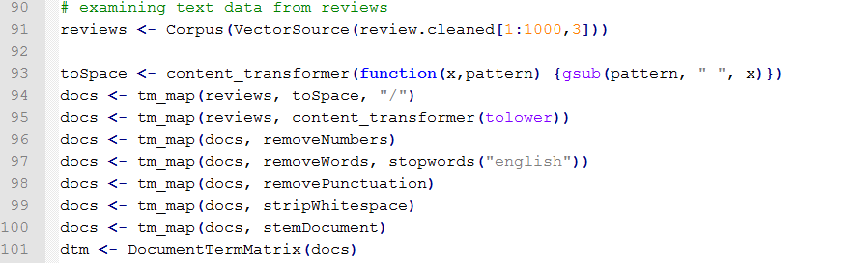 90 # examining text data from reviews
91 reviews <- Corpus(VectorSource(review.cleaned[1:1000,3]))
92
93 toSpace <- content_transformer(function(x,pattern) {gsub(pattern, " ", x)})
94 docs <- tm_map(reviews, toSpace, "/")
95 docs <- tm_map(reviews, content_transformer(tolower))
96 docs <- tm_map(docs, removeNumbers)
97 docs <- tm_map(docs, removeWords, stopwords("english"))
98 docs <- tm_map(docs, removePunctuation)
99 docs <- tm_map(docs, stripWhitespace)
100 docs <- tm_map(docs, stemDocument)
101 dtm <- DocumentTermMatrix(docs)